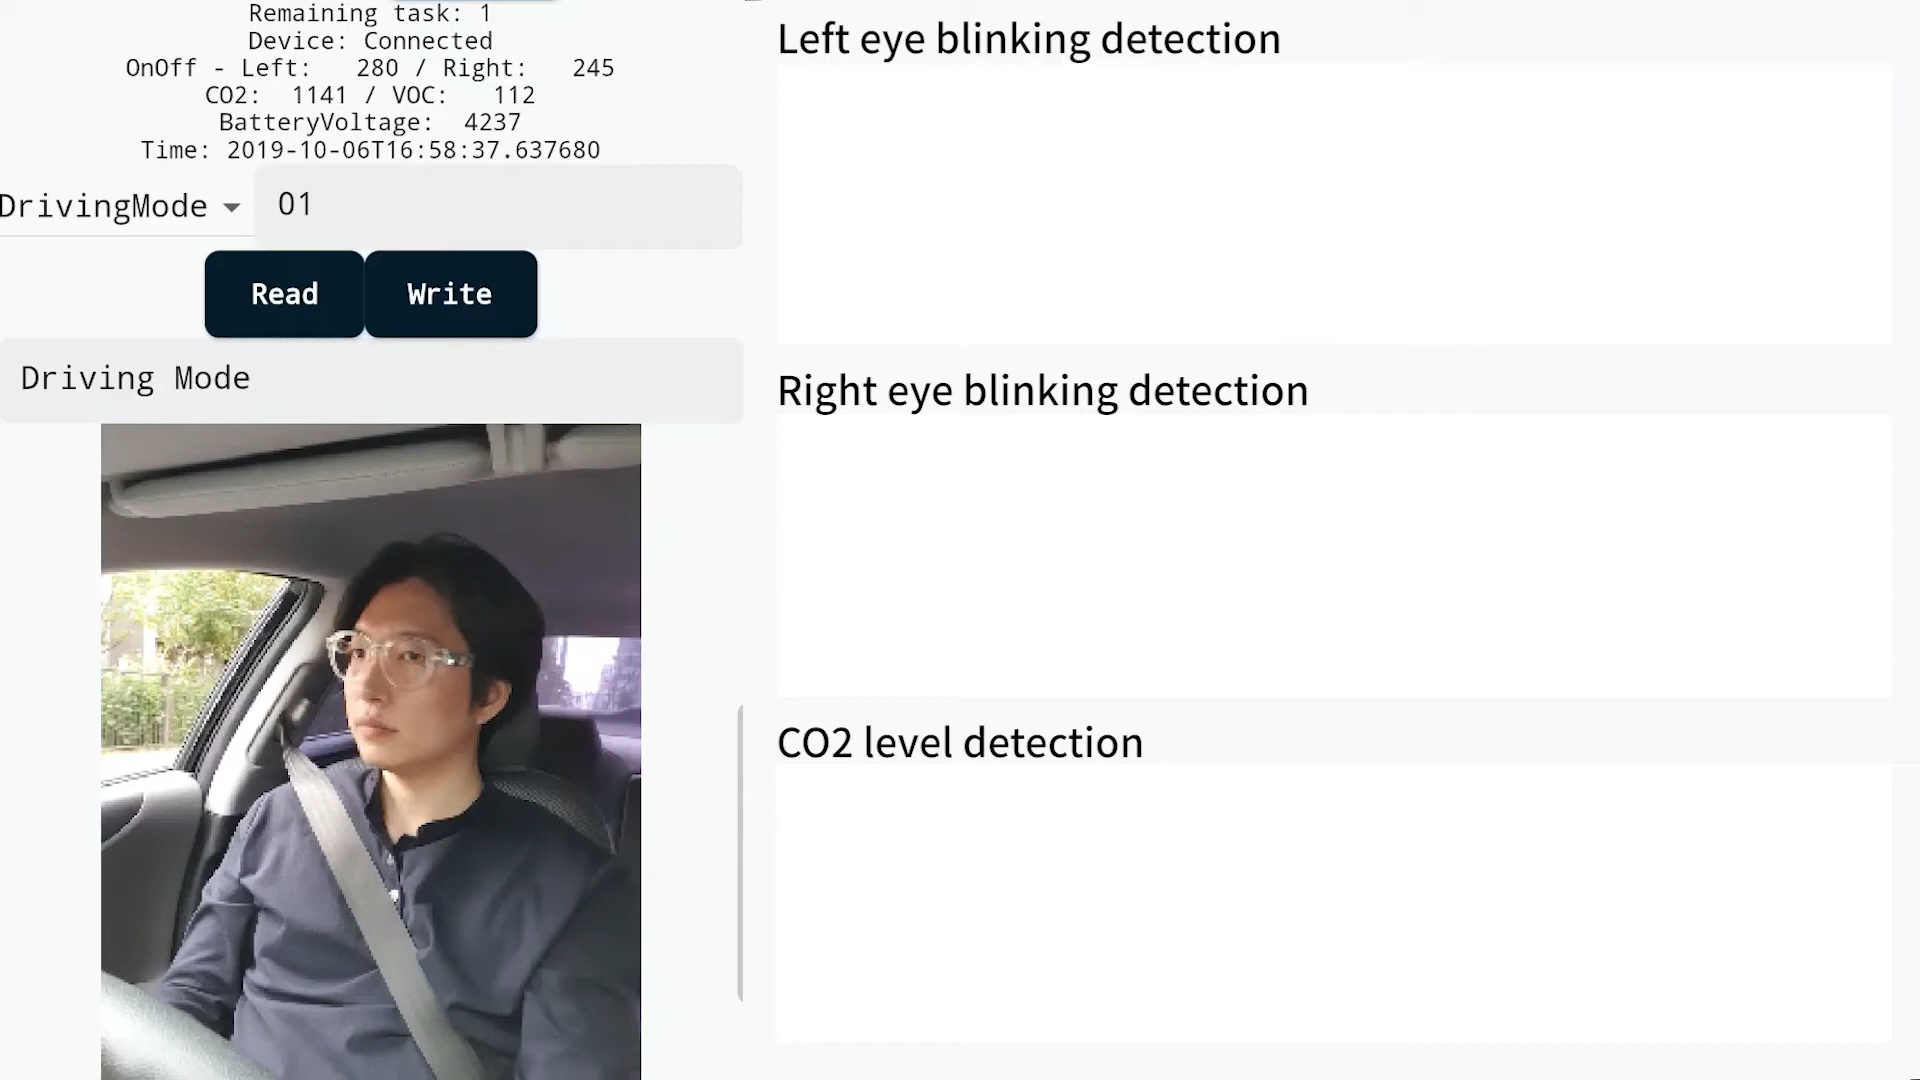 Remaining task: 1
Device: Connected
OnOff - Left:   280 / Right:   245
CO2:  1141 / VOC:   112
BatteryVoltage:  4237
Time: 2019-10-06T16:58:37.637680
DrivingMode 01
Read Write
Driving Mode
Left eye blinking detection
Right eye blinking detection
CO2 level detection